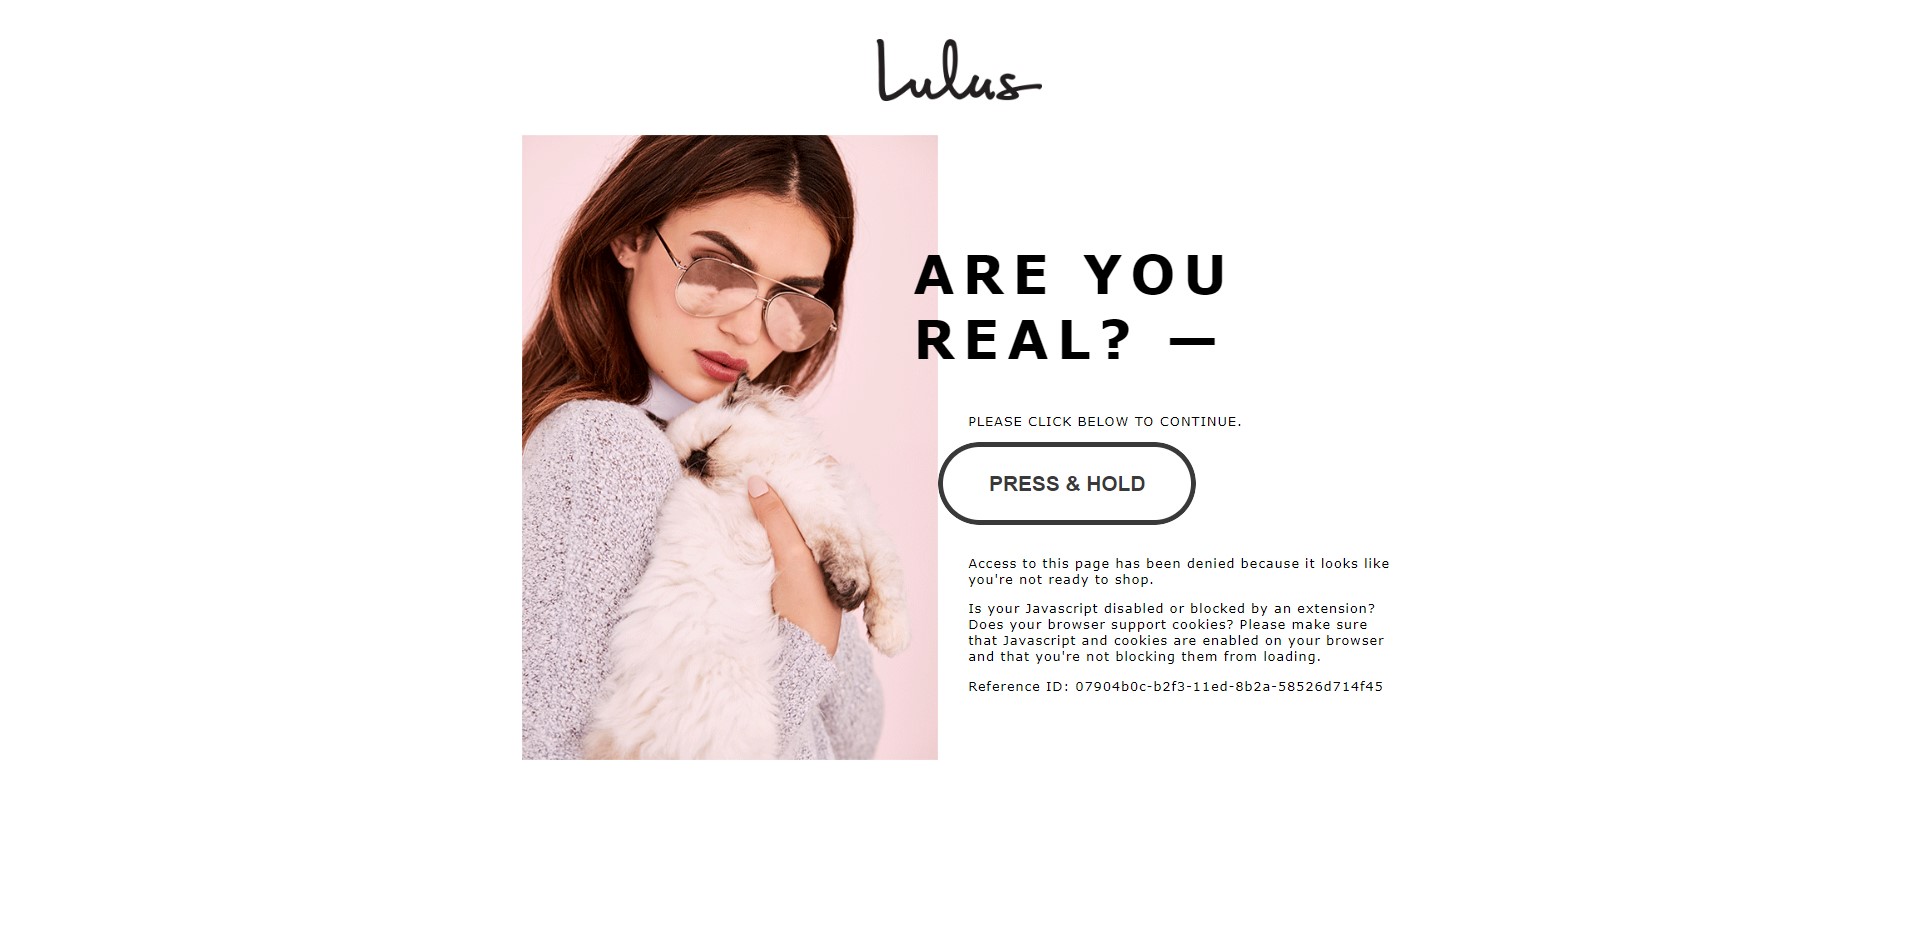 Lulus
ARE YOU
REAL? —
PLEASE CLICK BELOW TO CONTINUE.
PRESS & HOLD
Access to this page has been denied because it looks like
you're not ready to shop.
Is your Javascript disabled or blocked by an extension?
Does your browser support cookies? Please make sure
that Javascript and cookies are enabled on your browser
and that you're not blocking them from loading.
Reference ID: 07904b0c-b2f3-11ed-8b2a-58526d714f45